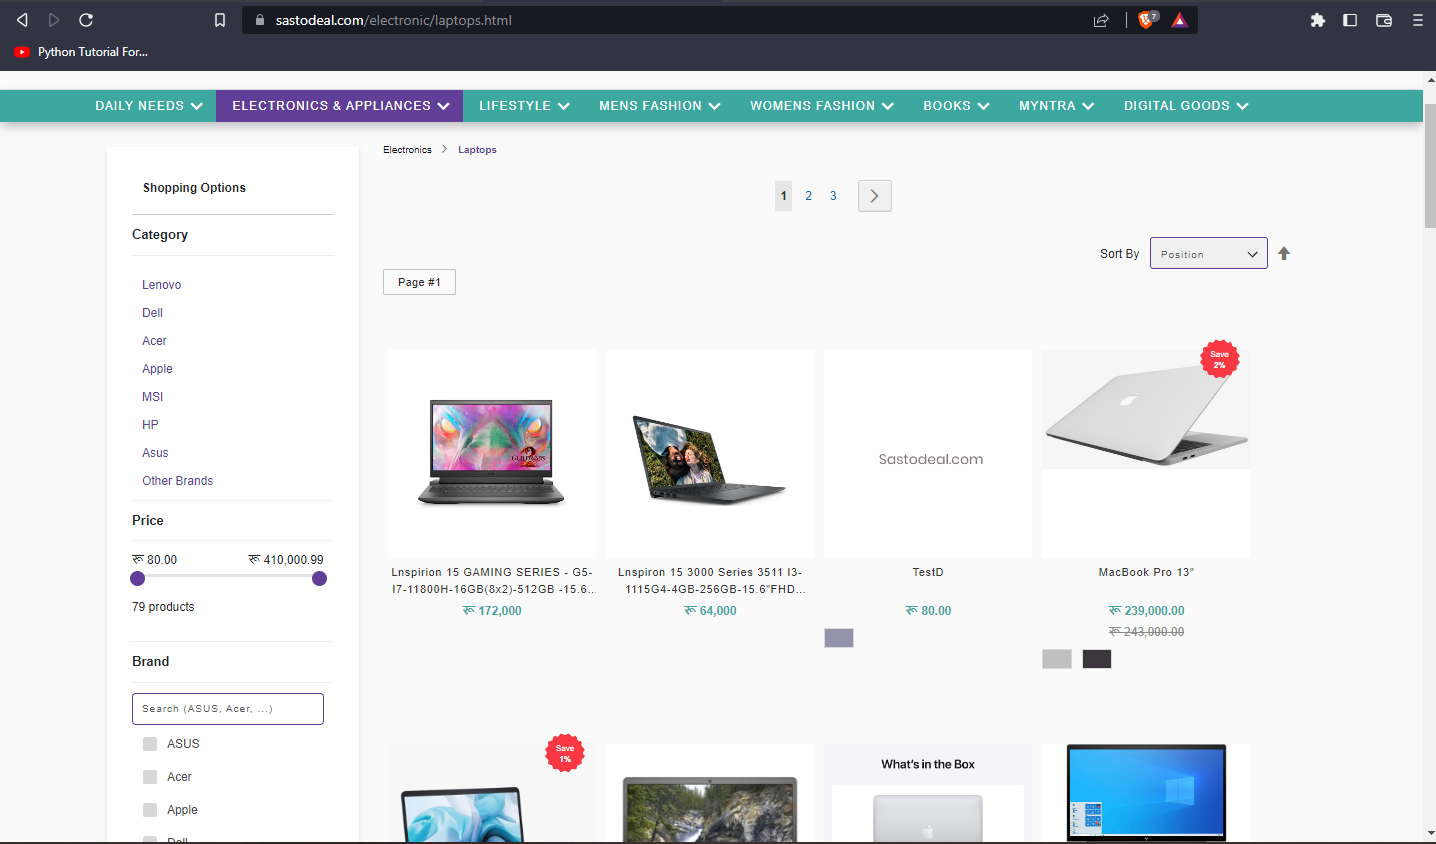 sastodeal.com/electronic/laptops.html
7
Python Tutorial For...
DAILY NEEDS
ELECTRONICS & APPLIANCES
LIFESTYLE
MENS FASHION
WOMENS FASHION
BOOKS
MYNTRA
DIGITAL GOODS
Electronics
Laptops
Shopping Options
Category
Lenovo
Dell
Acer
Apple
MSI
HP
Asus
Other Brands
Price
रू 80.00
रू 410,000.99
79 products
Brand
Search (ASUS, Acer, ...)
ASUS
Acer
Apple
Dell
1 2 3
Sort By
Position
Page #1
Lnspirion 15 GAMING SERIES - G5-
I7-11800H-16GB(8x2)-512GB -15.6...
रू 172,000
Lnspiron 15 3000 Series 3511 I3-
1115G4-4GB-256GB-15.6"FHD...
रू 64,000
Sastodeal.com
TestD
रू 80.00
Save
2%
MacBook Pro 13"
रू 239,000.00
रू 243,000.00
Save
1%
What's in the Box